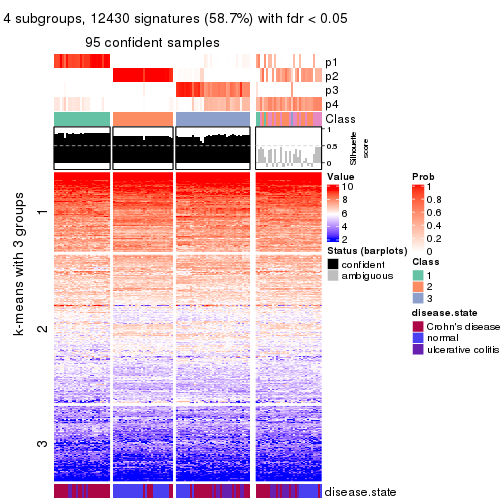 4 subgroups, 12430 signatures (58.7%) with fdr < 0.05
95 confident samples
p1
p2
p3
p4
Class
1
0.5
0
Silhouette
score
k-means with 3 groups
1
2
3
disease.state
Value
10
8
6
4
2
Status (barplots)
confident
ambiguous
Prob
1
0.8
0.6
0.4
0.2
0
Class
1
2
3
disease.state
Crohn's disease
normal
ulcerative colitis